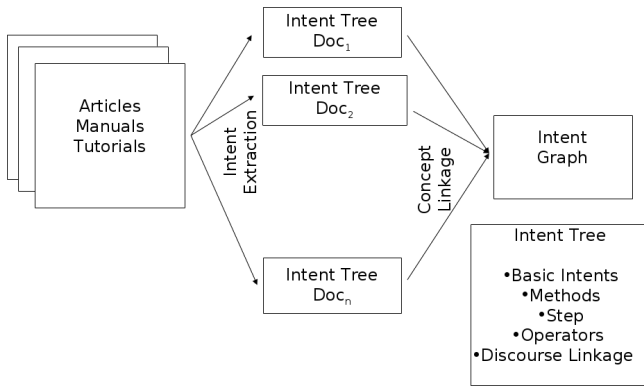 Articles
Manuals
Tutorials
Intent Tree
Doc1
Intent Tree
Doc2
Intent
Extraction
Intent Tree
Docn
Concept
Linkage
Intent
Graph
Intent Tree
•Basic Intents
•Methods
•Step
•Operators
•Discourse Linkage